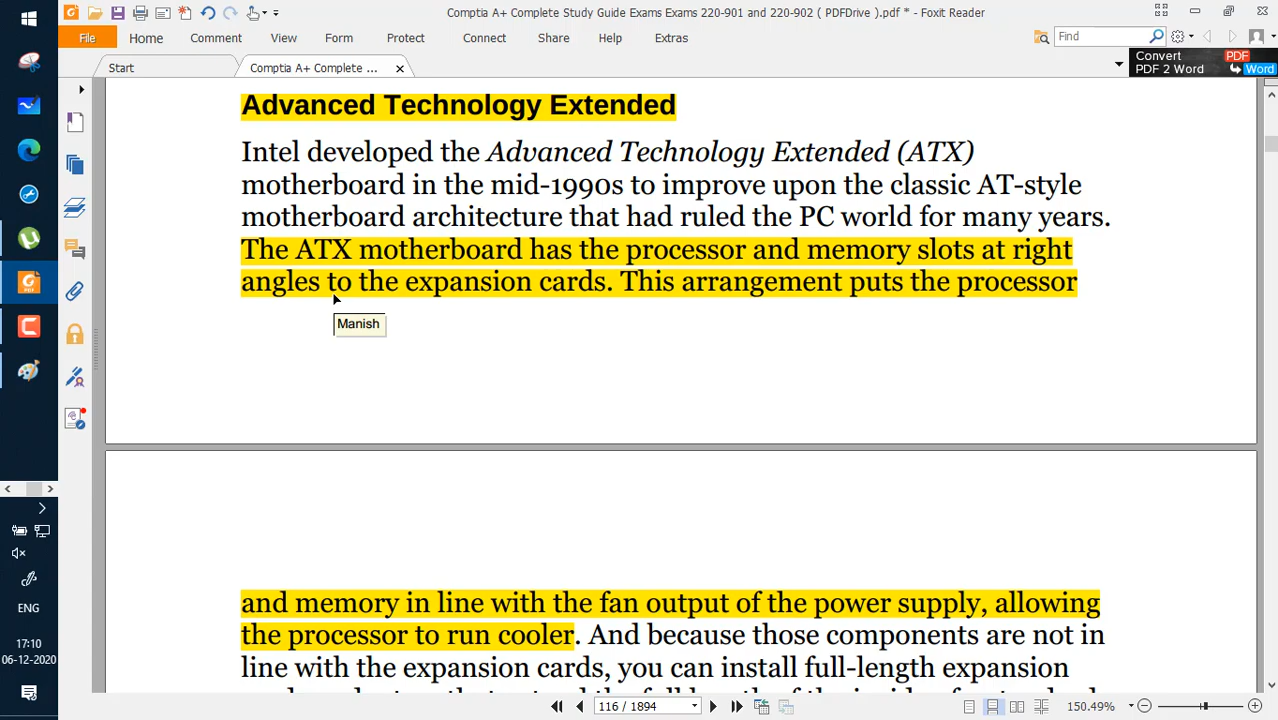 Comptia A+ Complete Study Guide Exams Exams 220-901 and 220-902 ( PDFDrive ).pdf * - Foxit Reader
File Home Comment View Form Protect Connect Share Help Extras Find
Convert PDF
PDF 2 Word Word
Start Comptia A+ Complete ...
Advanced Technology Extended
Intel developed the Advanced Technology Extended (ATX)
motherboard in the mid-1990s to improve upon the classic AT-style
motherboard architecture that had ruled the PC world for many years.
The ATX motherboard has the processor and memory slots at right
angles to the expansion cards. This arrangement puts the processor
Manish
and memory in line with the fan output of the power supply, allowing
the processor to run cooler. And because those components are not in
line with the expansion cards, you can install full-length expansion
ENG
17:10
06-12-2020
116 / 1894
150.49%